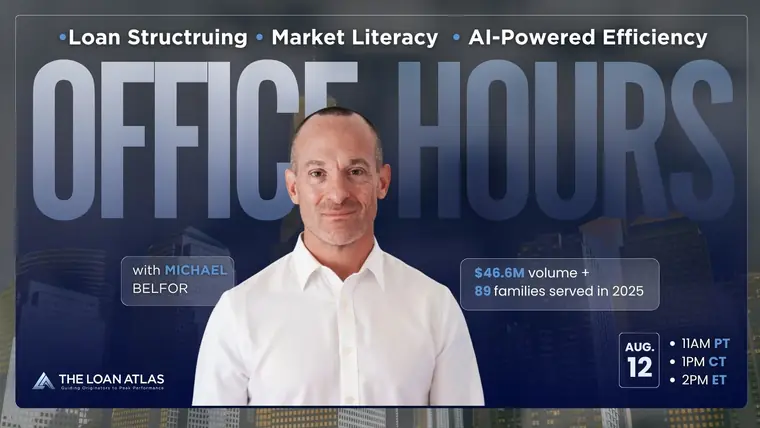 •Loan Structruing • Market Literacy • AI-Powered Efficiency
OFFICE HOURS
with MICHAEL
BELFOR
$46.6M volume +
89 families served in 2025
AUG.
12
• 11AM PT
• 1PM CT
• 2PM ET
THE LOAN ATLAS
Guiding Originators to Peak Performance